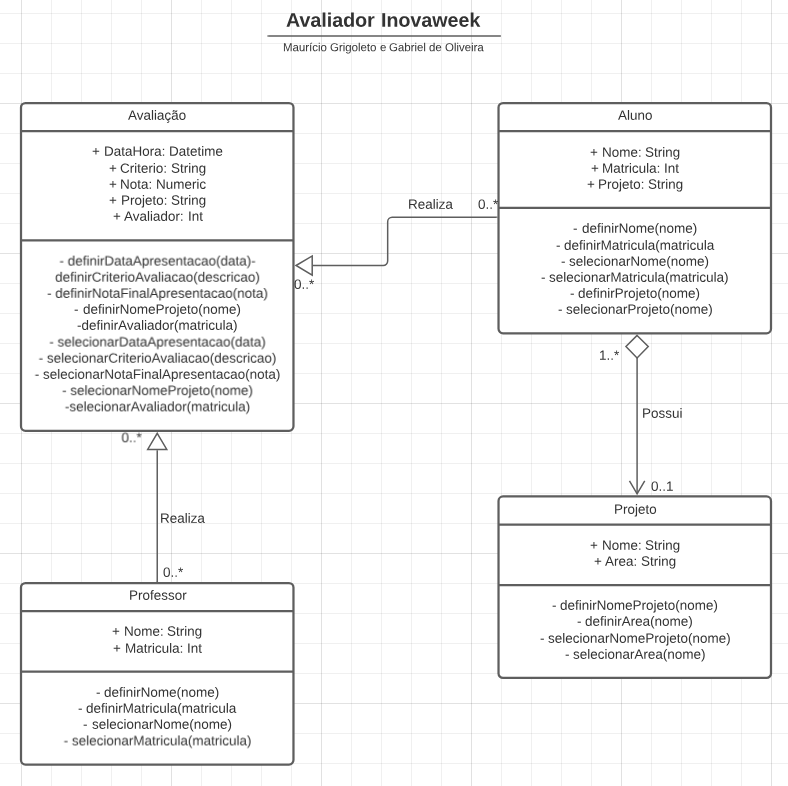 Avaliador Inovaweek
Maurício Grigoleto e Gabriel de Oliveira
Avaliação
+ DataHora: Datetime
+ Criterio: String
+ Nota: Numeric
+ Projeto: String
+ Avaliador: Int
- definirDataApresentacao(data)-
definirCriterioAvaliacao(descricao)
- definirNotaFinalApresentacao(nota)
- definirNomeProjeto(nome)
-definirAvaliador(matricula)
- selecionarDataApresentacao(data)
- selecionarCriterioAvaliacao(descricao)
- selecionarNotaFinalApresentacao(nota)
- selecionarNomeProjeto(nome)
-selecionarAvaliador(matricula)
Realiza
0..*
0..*
Aluno
+ Nome: String
+ Matricula: Int
+ Projeto: String
- definirNome(nome)
- definirMatricula(matricula
- selecionarNome(nome)
- selecionarMatricula(matricula)
- definirProjeto(nome)
- selecionarProjeto(nome)
1..*
Possui
0..1
0..*
Realiza
0..*
Professor
+ Nome: String
+ Matricula: Int
- definirNome(nome)
- definirMatricula(matricula
- selecionarNome(nome)
- selecionarMatricula(matricula)
Projeto
+ Nome: String
+ Area: String
- definirNomeProjeto(nome)
- definirArea(nome)
- selecionarNomeProjeto(nome)
- selecionarArea(nome)